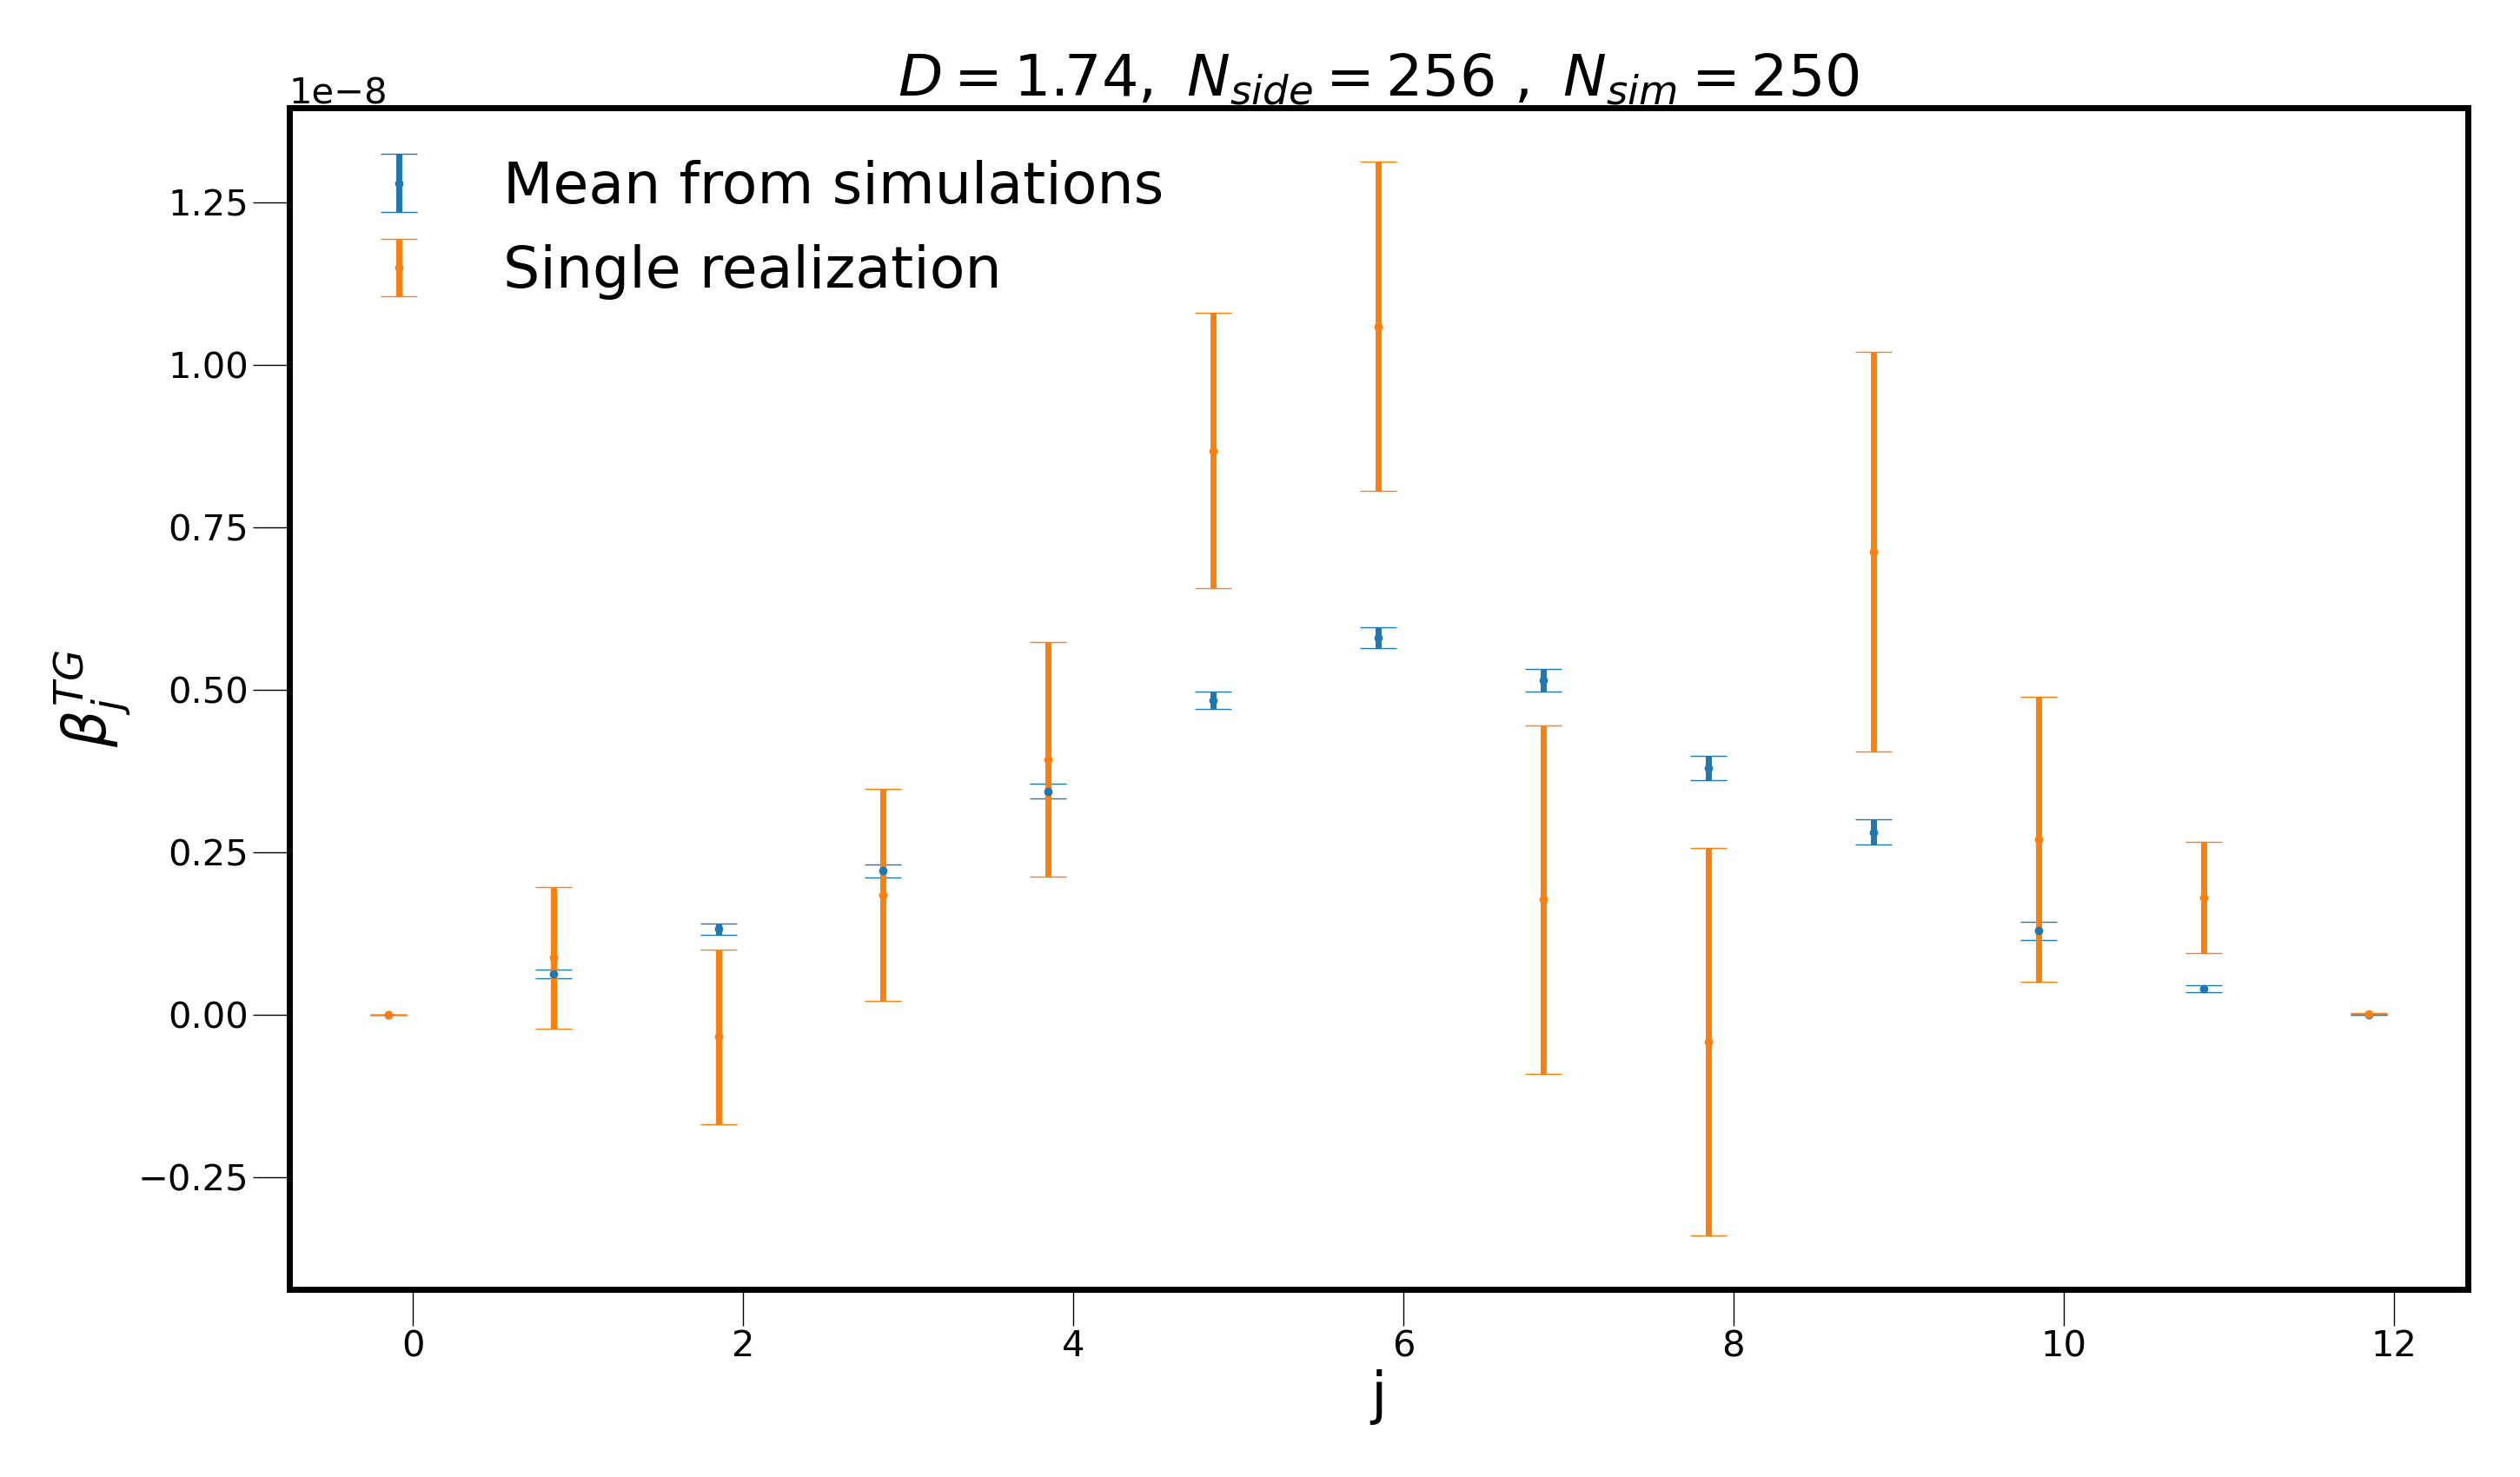 D = 1.74, N_side = 256 , N_sim = 250
1e−8
Mean from simulations
Single realization
1.25
1.00
0.75
0.50
0.25
0.00
−0.25
β_j^TG
0 2 4 6 8 10 12
j